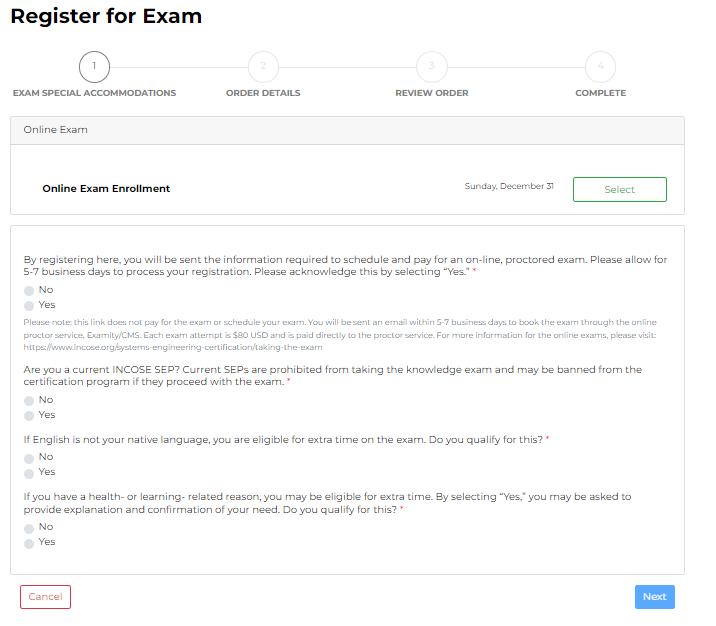 Register for Exam
1
2
3
4
EXAM SPECIAL ACCOMMODATIONS
ORDER DETAILS
REVIEW ORDER
COMPLETE
Online Exam
Online Exam Enrollment
Sunday, December 31
Select
By registering here, you will be sent the information required to schedule and pay for an on-line, proctored exam. Please allow for
5-7 business days to process your registration. Please acknowledge this by selecting “Yes.” *
No
Yes
Please note: this link does not pay for the exam or schedule your exam. You will be sent an email within 5-7 business days to book the exam through the online
proctor service, Examity/CMS. Each exam attempt is $80 USD and is paid directly to the proctor service. For more information for the online exams, please visit:
https://www.incose.org/systems-engineering-certification/taking-the-exam
Are you a current INCOSE SEP? Current SEPs are prohibited from taking the knowledge exam and may be banned from the
certification program if they proceed with the exam. *
No
Yes
If English is not your native language, you are eligible for extra time on the exam. Do you qualify for this? *
No
Yes
If you have a health- or learning- related reason, you may be eligible for extra time. By selecting “Yes,” you may be asked to
provide explanation and confirmation of your need. Do you qualify for this? *
No
Yes
Cancel
Next